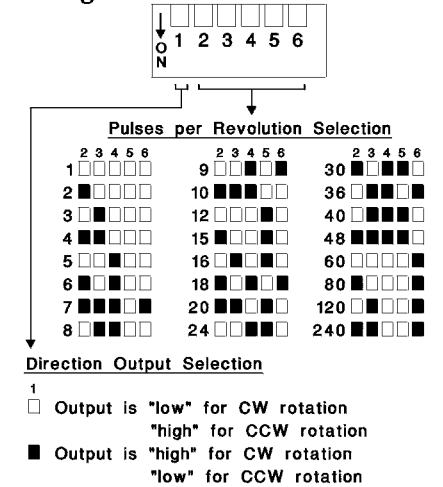 ON
1 2 3 4 5 6
Pulses per Revolution Selection
2 3 4 5 6 2 3 4 5 6 2 3 4 5 6
1 9 30
2 10 36
3 12 40
4 15 48
5 16 60
6 18 80
7 20 120
8 24 240
Direction Output Selection
1
Output is "low" for CW rotation
"high" for CCW rotation
Output is "high" for CW rotation
"low" for CCW rotation